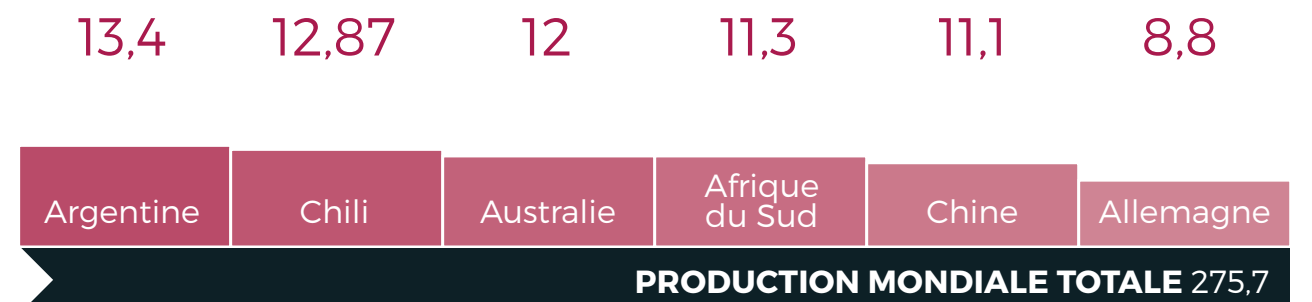 13,4 12,87 12 11,3 11,1 8,8
Argentine Chili Australie Afrique du Sud Chine Allemagne
PRODUCTION MONDIALE TOTALE 275,7